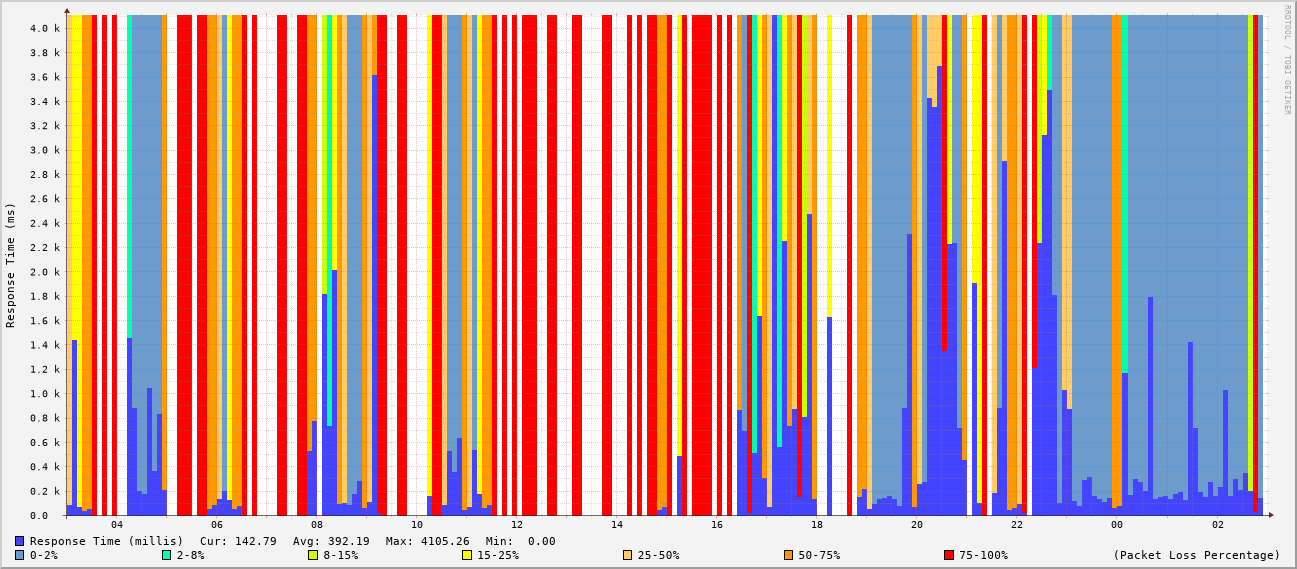 RRDTOOL / TOBI OETIKER
Response Time (ms)
4.0 k
3.8 k
3.6 k
3.4 k
3.2 k
3.0 k
2.8 k
2.6 k
2.4 k
2.2 k
2.0 k
1.8 k
1.6 k
1.4 k
1.2 k
1.0 k
0.8 k
0.6 k
0.4 k
0.2 k
0.0
04 06 08 10 12 14 16 18 20 22 00 02
Response Time (millis) Cur: 142.79 Avg: 392.19 Max: 4105.26 Min: 0.00
0-2% 2-8% 8-15% 15-25% 25-50% 50-75% 75-100% (Packet Loss Percentage)